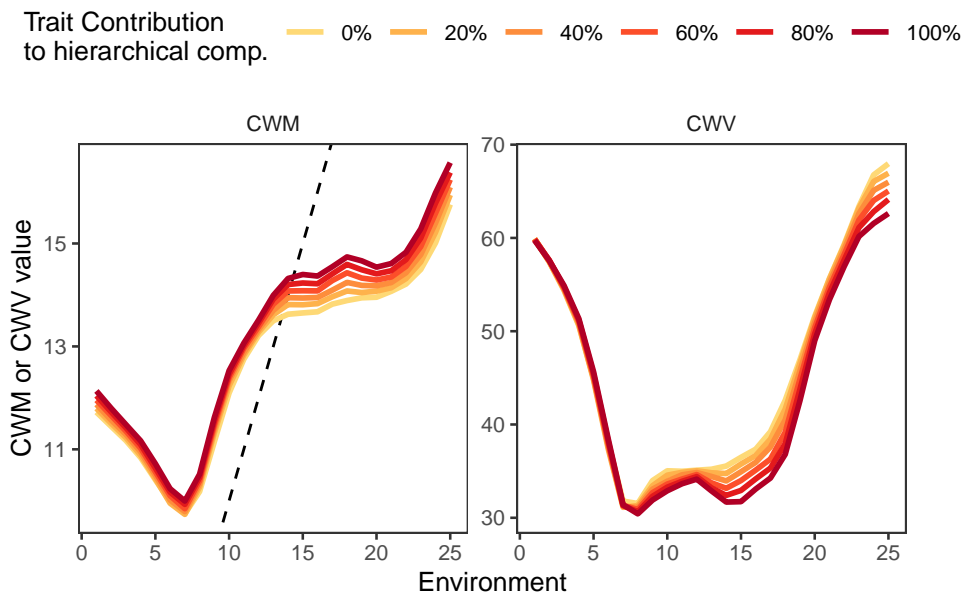 Trait Contribution
to hierarchical comp.
0% 20% 40% 60% 80% 100%
CWM CWV
CWM or CWV value
15
13
11
70
60
50
40
30
0 5 10 15 20 25
0 5 10 15 20 25
Environment